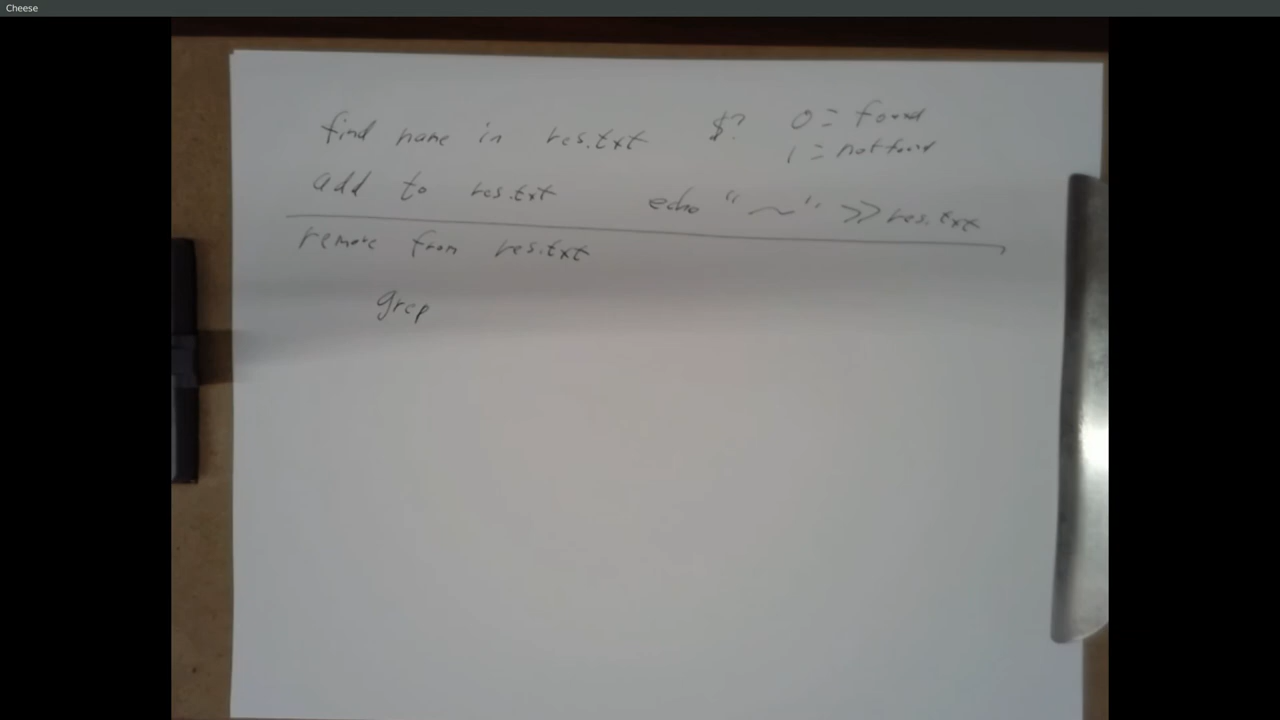 Cheese
find name in res.txt $? 0 = found
1 = not found
add to res.txt echo "~" >> res.txt
remove from res.txt
grep